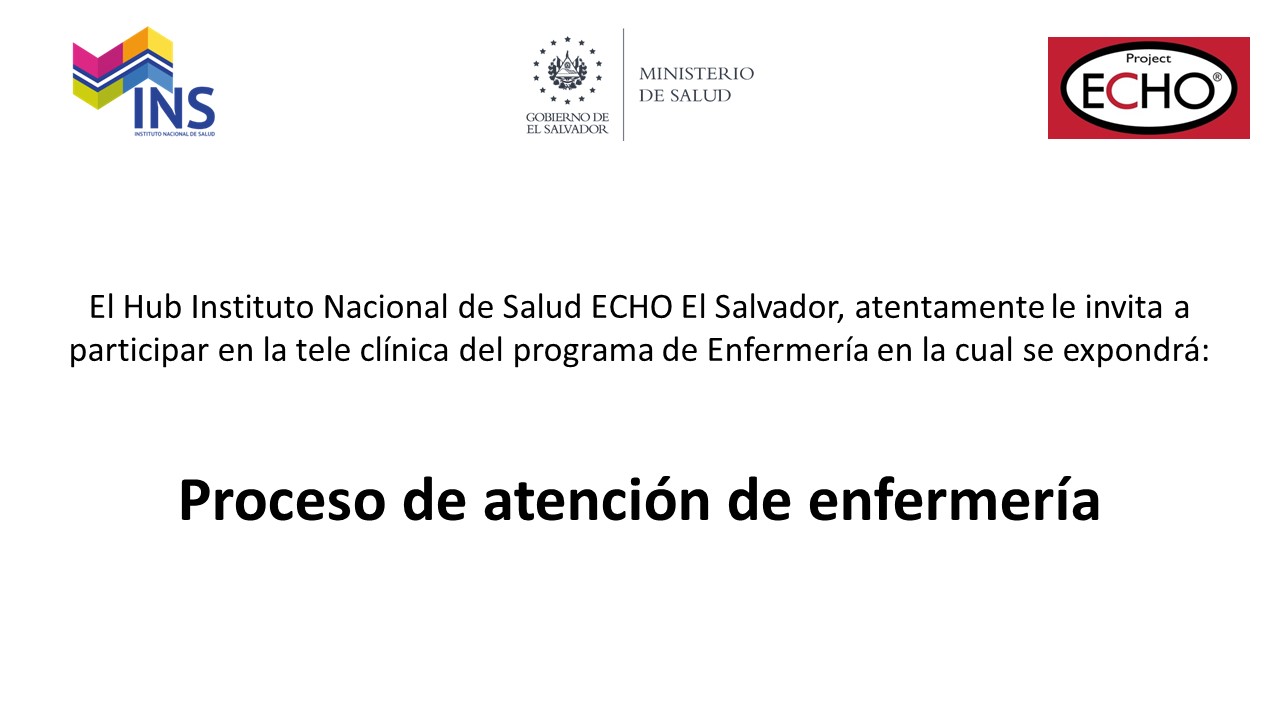 INS
INSTITUTO NACIONAL DE SALUD
GOBIERNO DE
EL SALVADOR
MINISTERIO
DE SALUD
Project
ECHO®
El Hub Instituto Nacional de Salud ECHO El Salvador, atentamente le invita a
participar en la tele clínica del programa de Enfermería en la cual se expondrá:
Proceso de atención de enfermería